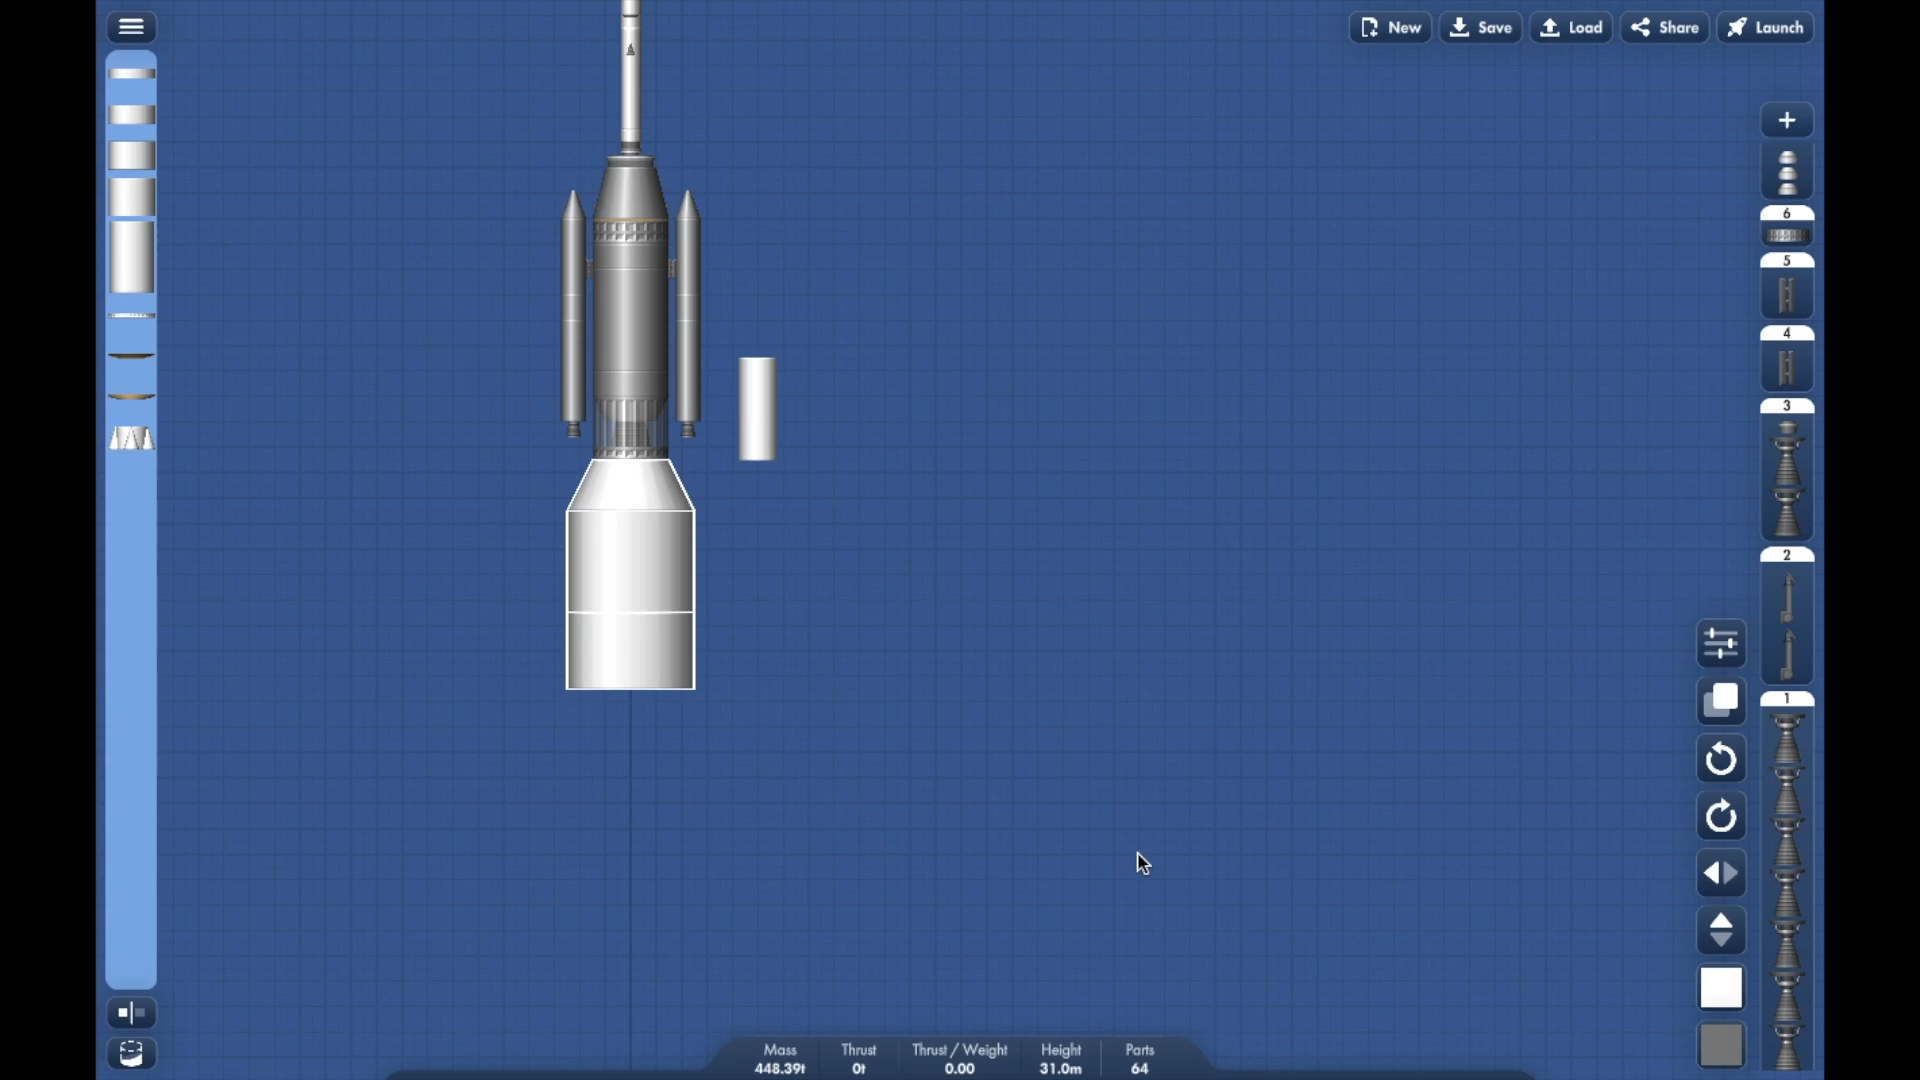 New Save Load Share Launch
6
5
4
3
2
1
Mass Thrust Thrust / Weight Height Parts
448.39t 0t 0.00 31.0m 64